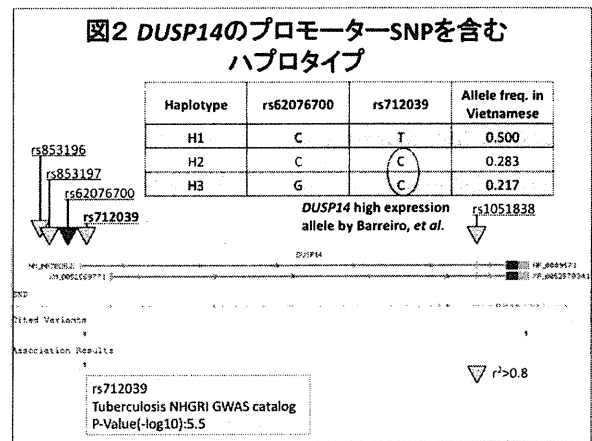 図2 DUSP14のプロモーターSNPを含む
ハプロタイプ
Haplotype rs62076700 rs712039 Allele freq. in Vietnamese
H1 C T 0.500
H2 C C 0.283
H3 G C 0.217
rs853196
rs853197
rs62076700
rs712039
DUSP14 high expression
allele by Barreiro, et al.
rs1051838
DUSP14
SNP
Cited Variants
Association Results
r²>0.8
rs712039
Tuberculosis NHGRI GWAS catalog
P-Value(-log10):5.5